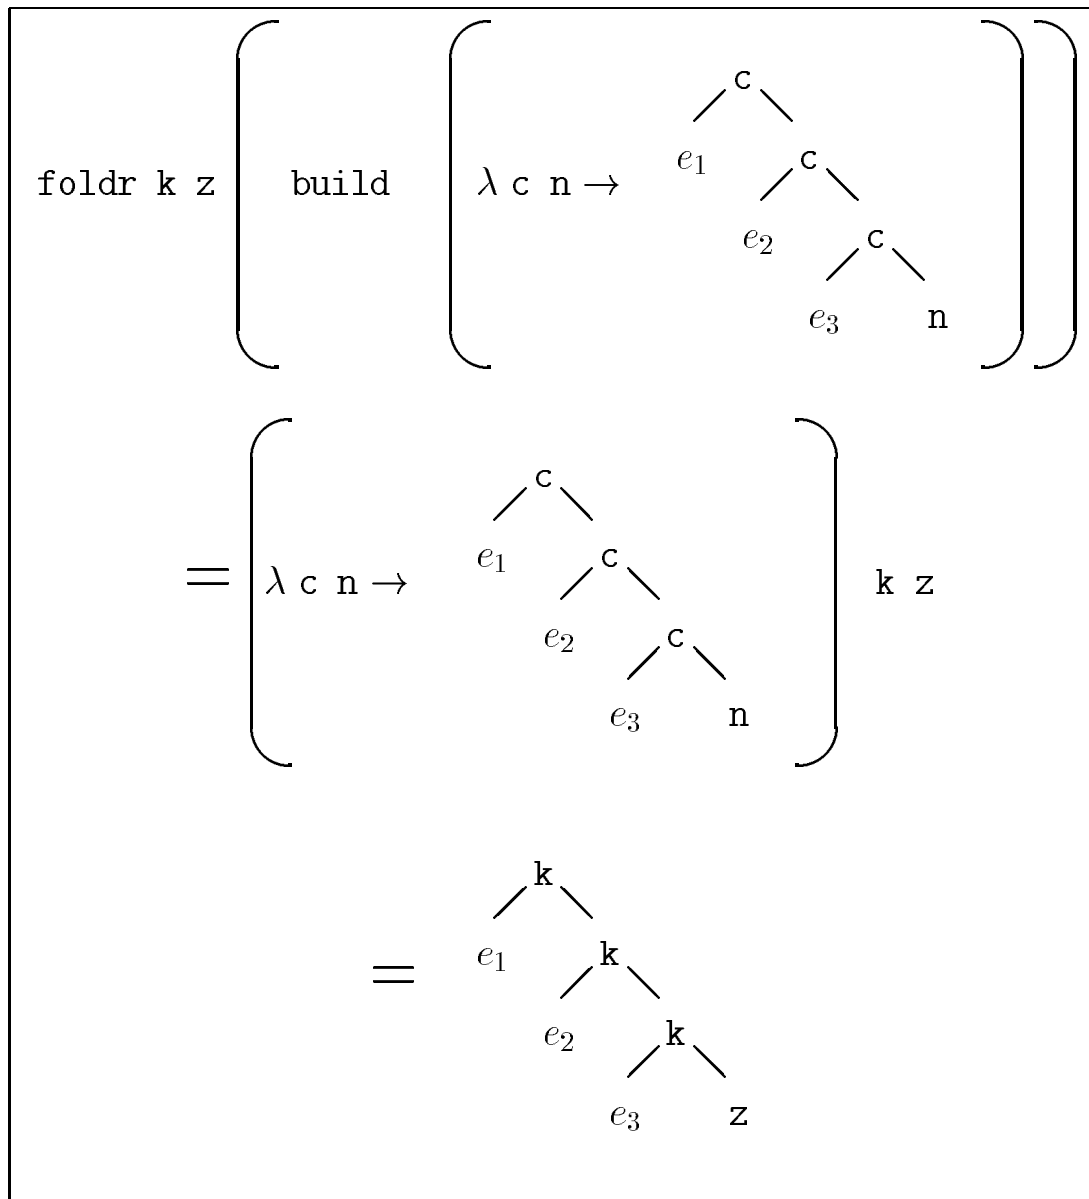 c
e₁ c
foldr k z ( build ( λ c n →
e₂ c
e₃ n ) )
c
e₁ c
= ( λ c n → ) k z
e₂ c
e₃ n
k
e₁ k
=
e₂ k
e₃ z